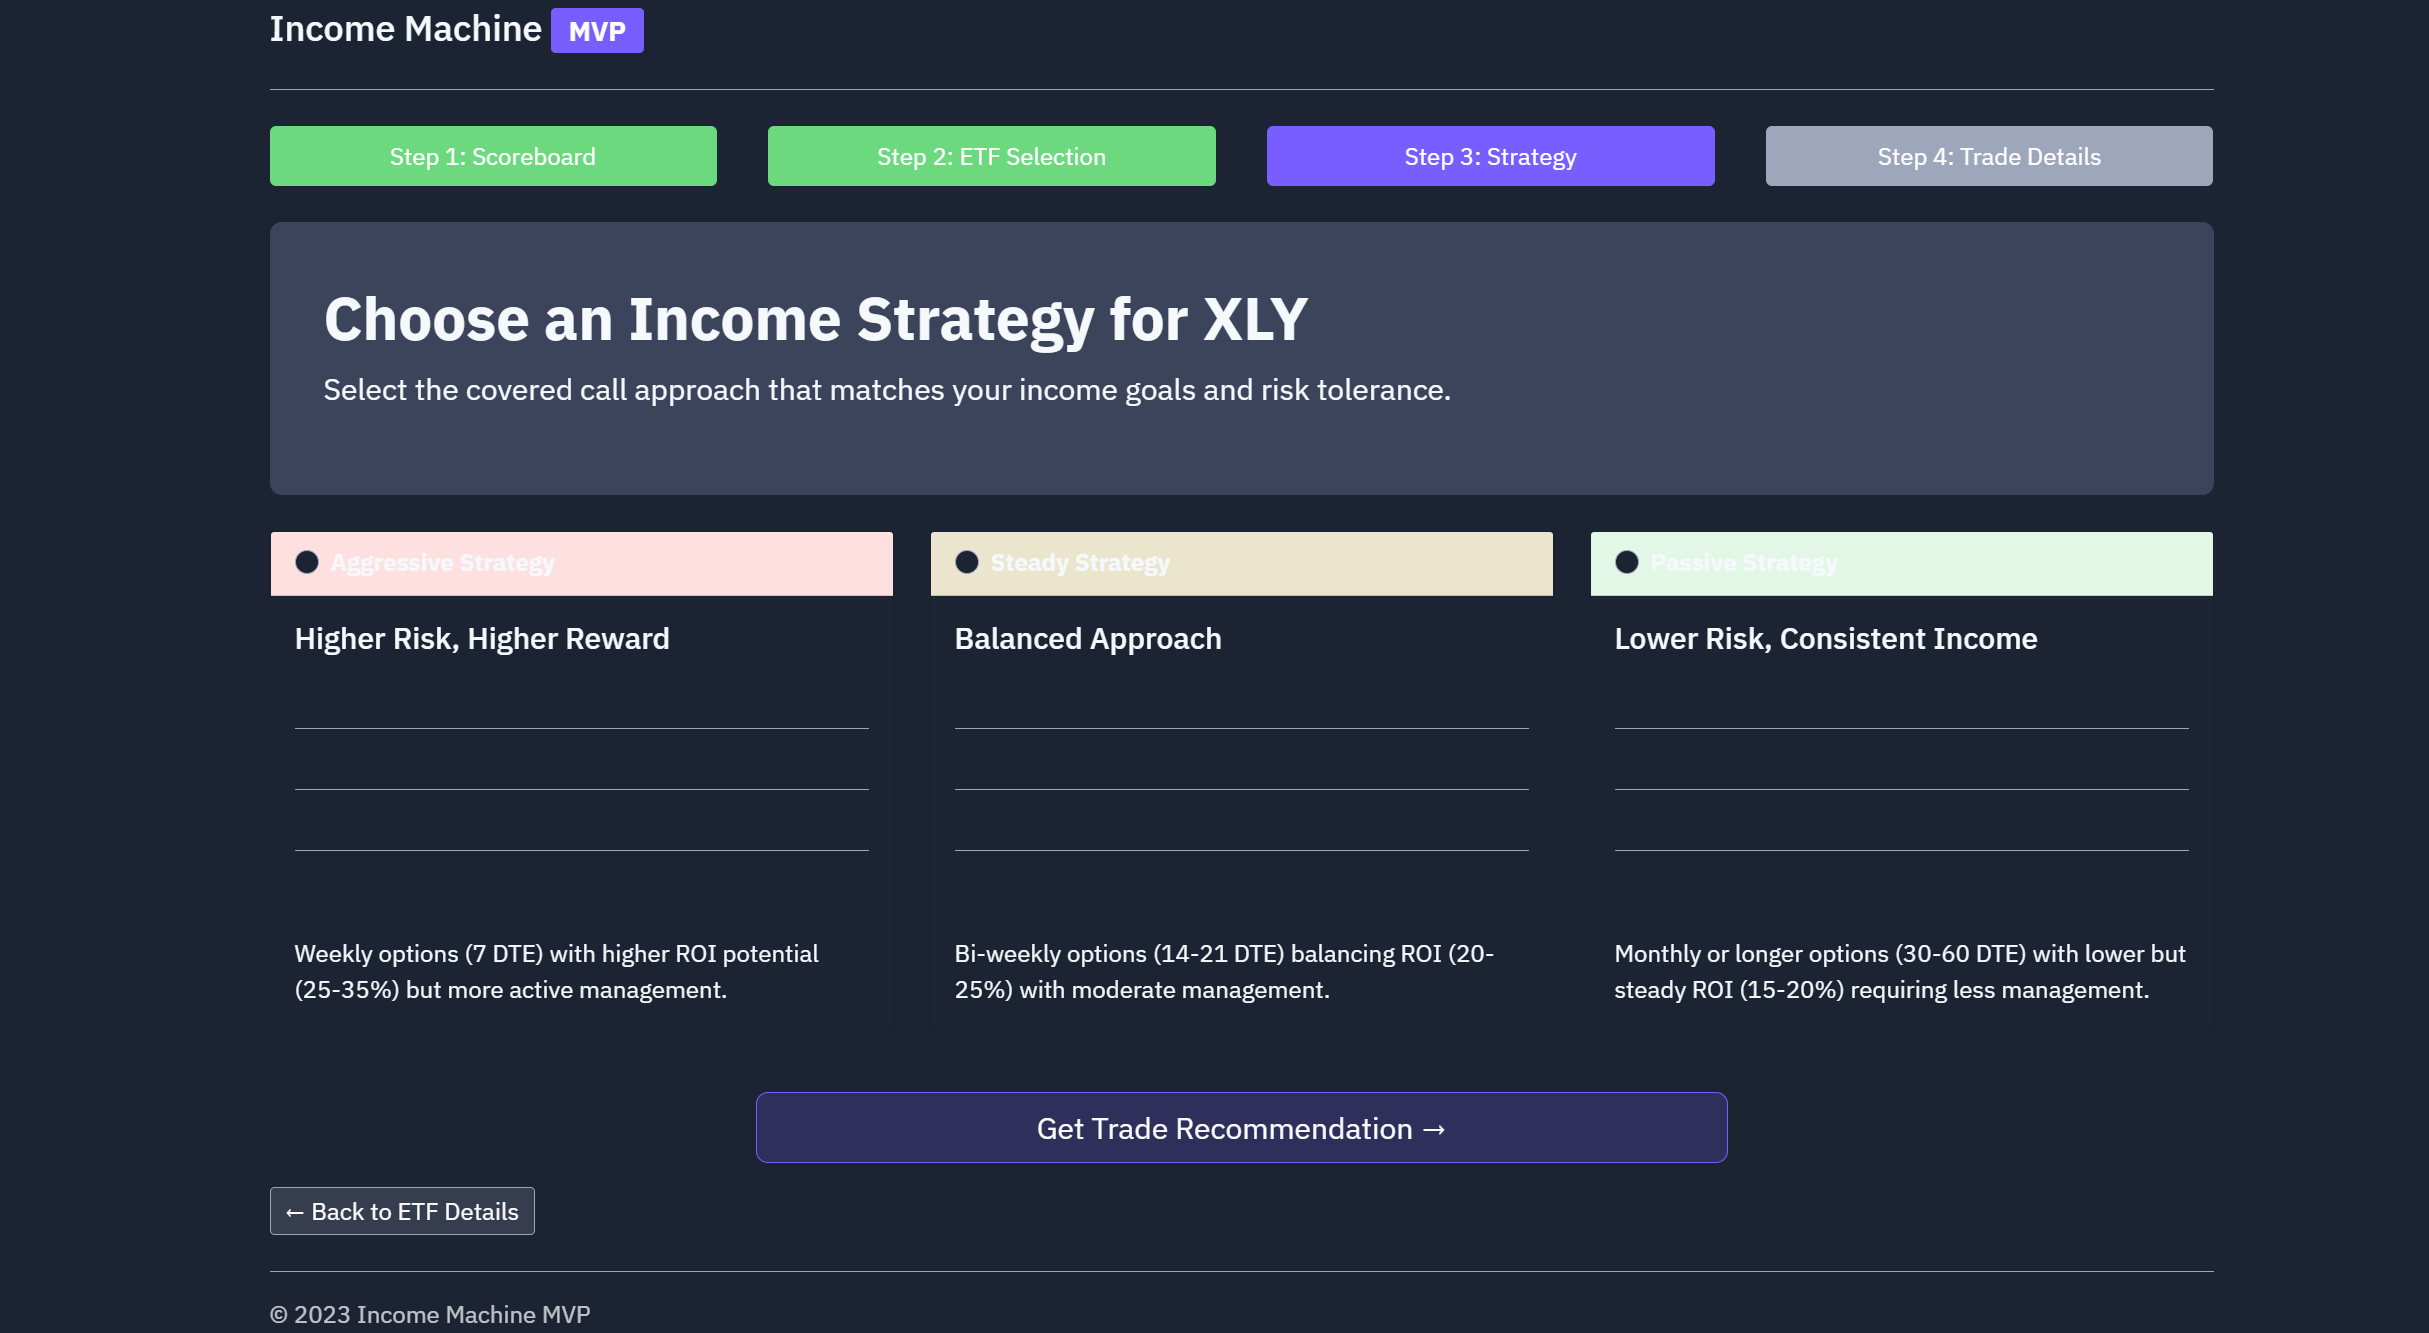 Income Machine MVP
Step 1: Scoreboard
Step 2: ETF Selection
Step 3: Strategy
Step 4: Trade Details
Choose an Income Strategy for XLY
Select the covered call approach that matches your income goals and risk tolerance.
Aggressive Strategy
Higher Risk, Higher Reward
Weekly options (7 DTE) with higher ROI potential
(25-35%) but more active management.
Steady Strategy
Balanced Approach
Bi-weekly options (14-21 DTE) balancing ROI (20-
25%) with moderate management.
Passive Strategy
Lower Risk, Consistent Income
Monthly or longer options (30-60 DTE) with lower but
steady ROI (15-20%) requiring less management.
Get Trade Recommendation →
← Back to ETF Details
© 2023 Income Machine MVP